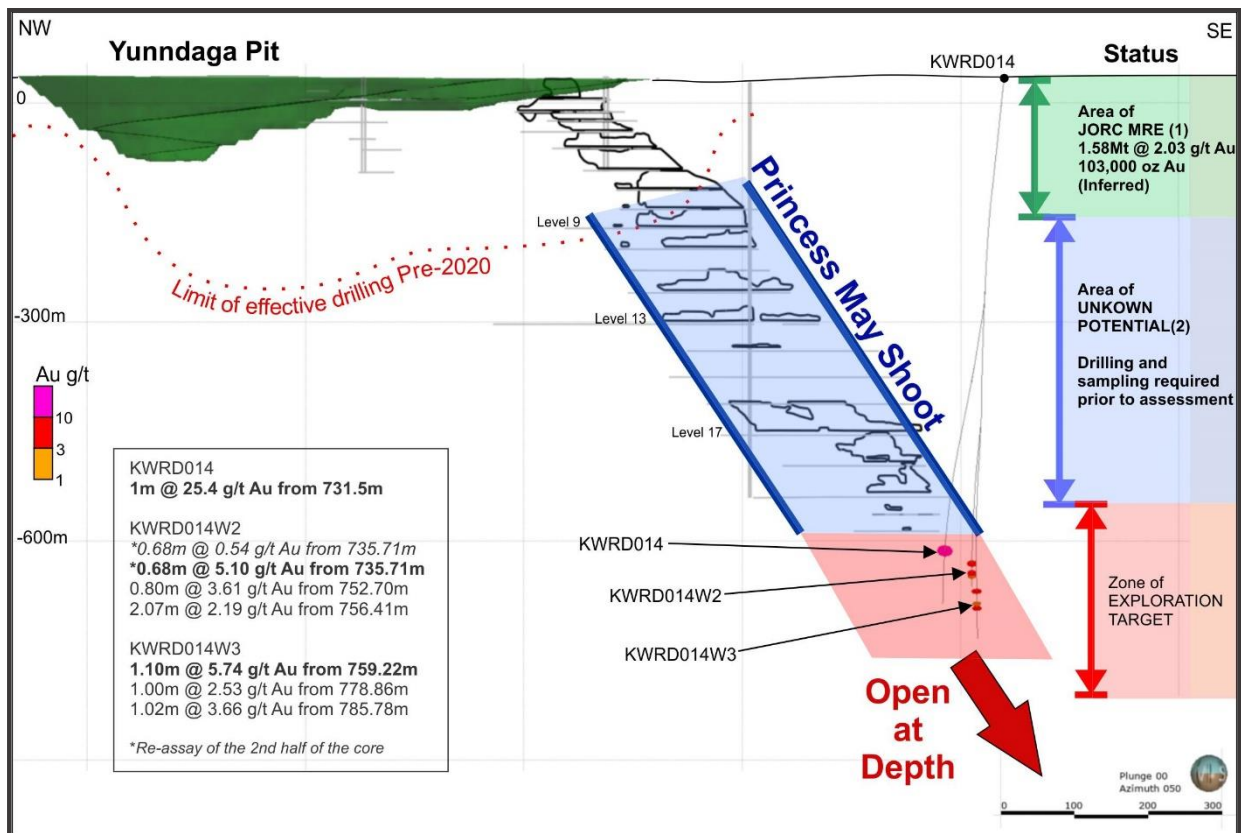 NW
SE
Yunndaga Pit
KWRD014
Status
0
-300m
-600m
Area of
JORC MRE (1)
1.58Mt @ 2.03 g/t Au
103,000 oz Au
(Inferred)
Limit of effective drilling Pre-2020
Level 9
Level 13
Level 17
Princess May Shoot
Area of
UNKOWN
POTENTIAL(2)
Drilling and
sampling required
prior to assessment
Au g/t
10
3
1
KWRD014
1m @ 25.4 g/t Au from 731.5m
KWRD014W2
*0.68m @ 0.54 g/t Au from 735.71m
*0.68m @ 5.10 g/t Au from 735.71m
0.80m @ 3.61 g/t Au from 752.70m
2.07m @ 2.19 g/t Au from 756.41m
KWRD014W3
1.10m @ 5.74 g/t Au from 759.22m
1.00m @ 2.53 g/t Au from 778.86m
1.02m @ 3.66 g/t Au from 785.78m
*Re-assay of the 2nd half of the core
KWRD014
KWRD014W2
KWRD014W3
Zone of
EXPLORATION
TARGET
Open
at
Depth
Plunge 00
Azimuth 050
0 100 200 300